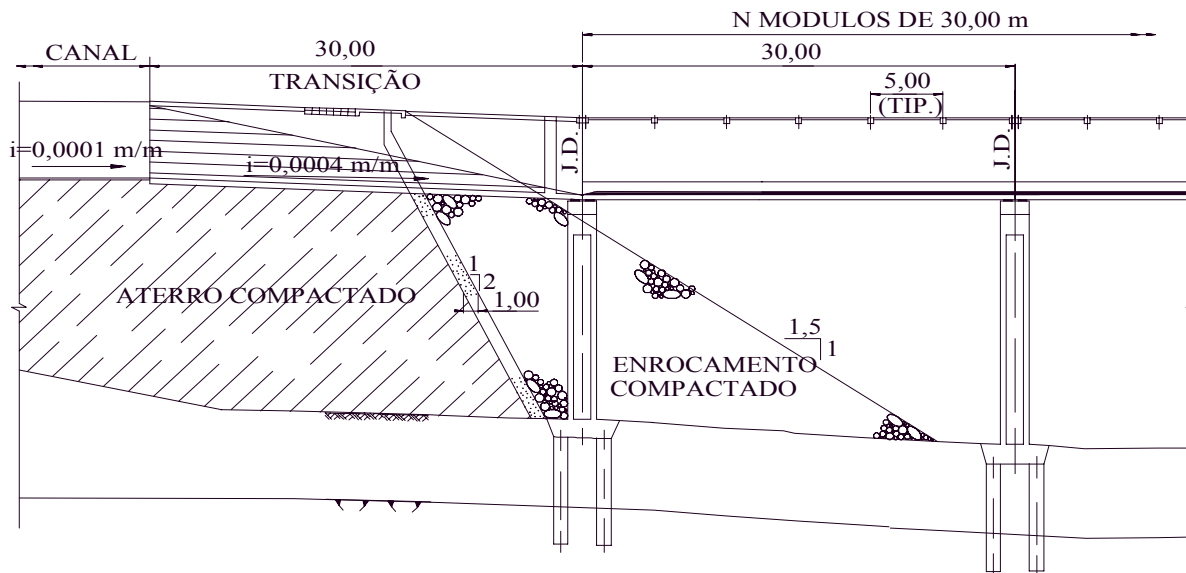 N MODULOS DE 30,00 m
CANAL
30,00
30,00
TRANSIÇÃO
5,00
(TIP.)
J.D.
J.D.
i=0,0001 m/m
i=0,0004 m/m
1
2
ATERRO COMPACTADO
1,00
1,5
1
ENROCAMENTO
COMPACTADO